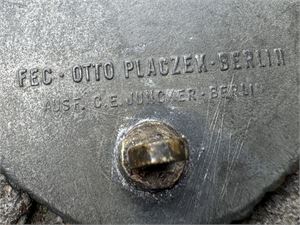 FEC · OTTO PLACZEK · BERLIN
AUSF. C. E. JUNCKER · BERLIN